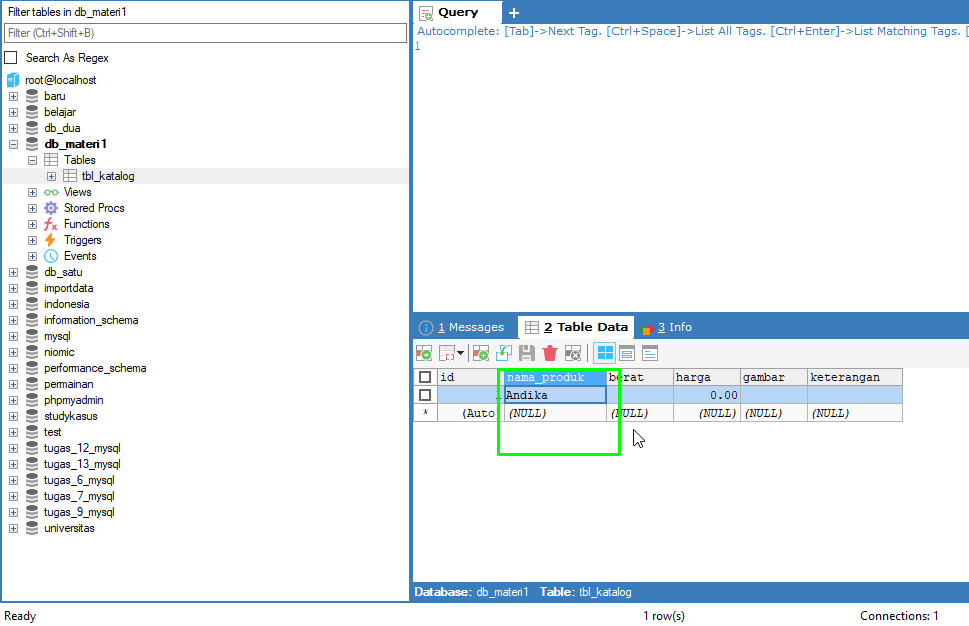 Filter tables in db_materi1
Filter (Ctrl+Shift+B)
Search As Regex
root@localhost
baru
belajar
db_dua
db_materi1
Tables
tbl_katalog
Views
Stored Procs
Functions
Triggers
Events
db_satu
importdata
indonesia
information_schema
mysql
niomic
performance_schema
permainan
phpmyadmin
studykasus
test
tugas_12_mysql
tugas_13_mysql
tugas_6_mysql
tugas_7_mysql
tugas_9_mysql
universitas
Query
Autocomplete: [Tab]->Next Tag. [Ctrl+Space]->List All Tags. [Ctrl+Enter]->List Matching Tags. [
1
1 Messages 2 Table Data 3 Info
id nama_produk berat harga gambar keterangan
1 Andika 0.00
* (Auto) (NULL) (NULL) (NULL) (NULL) (NULL)
Database: db_materi1 Table: tbl_katalog
Ready 1 row(s) Connections: 1